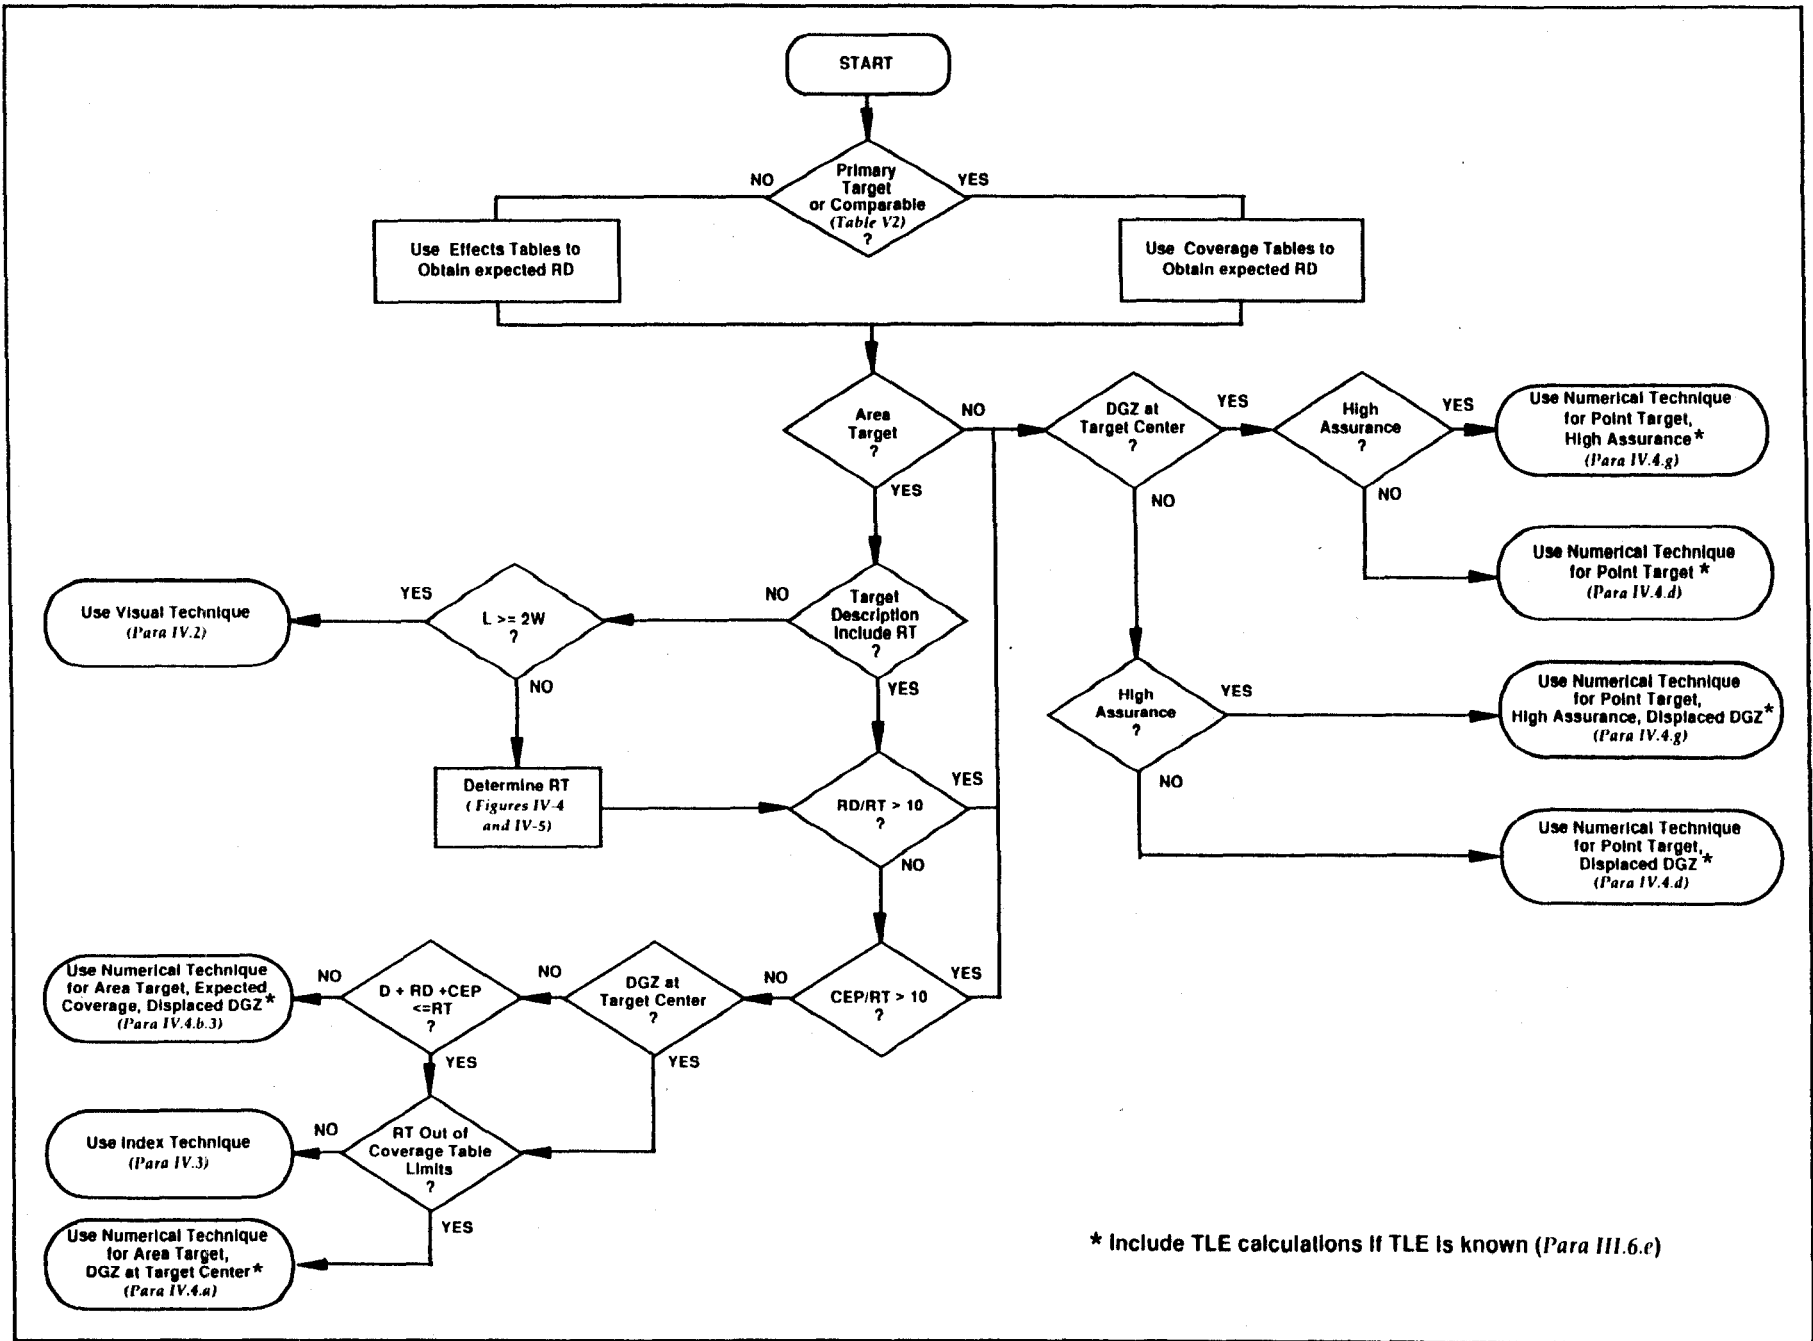 START
NO
Primary
YES
Target
or Comparable
(Table V2)
?
Use Effects Tables to
Obtain expected RD
Use Coverage Tables to
Obtain expected RD
Area
Target
?
NO
YES
DGZ at
Target Center
?
YES
NO
High
Assurance
?
YES
NO
Use Numerical Technique
for Point Target,
High Assurance*
(Para IV.4.g)
Use Numerical Technique
for Point Target *
(Para IV.4.d)
Use Visual Technique
(Para IV.2)
YES
L >= 2W
?
NO
NO
Target
Description
Include RT
?
YES
High
Assurance
?
YES
NO
Use Numerical Technique
for Point Target,
High Assurance, Displaced DGZ*
(Para IV.4.g)
Determine RT
( Figures IV-4
and IV-5)
RD/RT > 10
?
YES
NO
Use Numerical Technique
for Point Target,
Displaced DGZ *
(Para IV.4.d)
Use Numerical Technique
for Area Target, Expected
Coverage, Displaced DGZ*
(Para IV.4.b.3)
NO
D + RD +CEP
<=RT
?
YES
NO
DGZ at
Target Center
?
YES
NO
CEP/RT > 10
?
YES
Use Index Technique
(Para IV.3)
NO
RT Out of
Coverage Table
Limits
?
YES
Use Numerical Technique
for Area Target,
DGZ at Target Center*
(Para IV.4.a)
* Include TLE calculations if TLE is known (Para III.6.e)